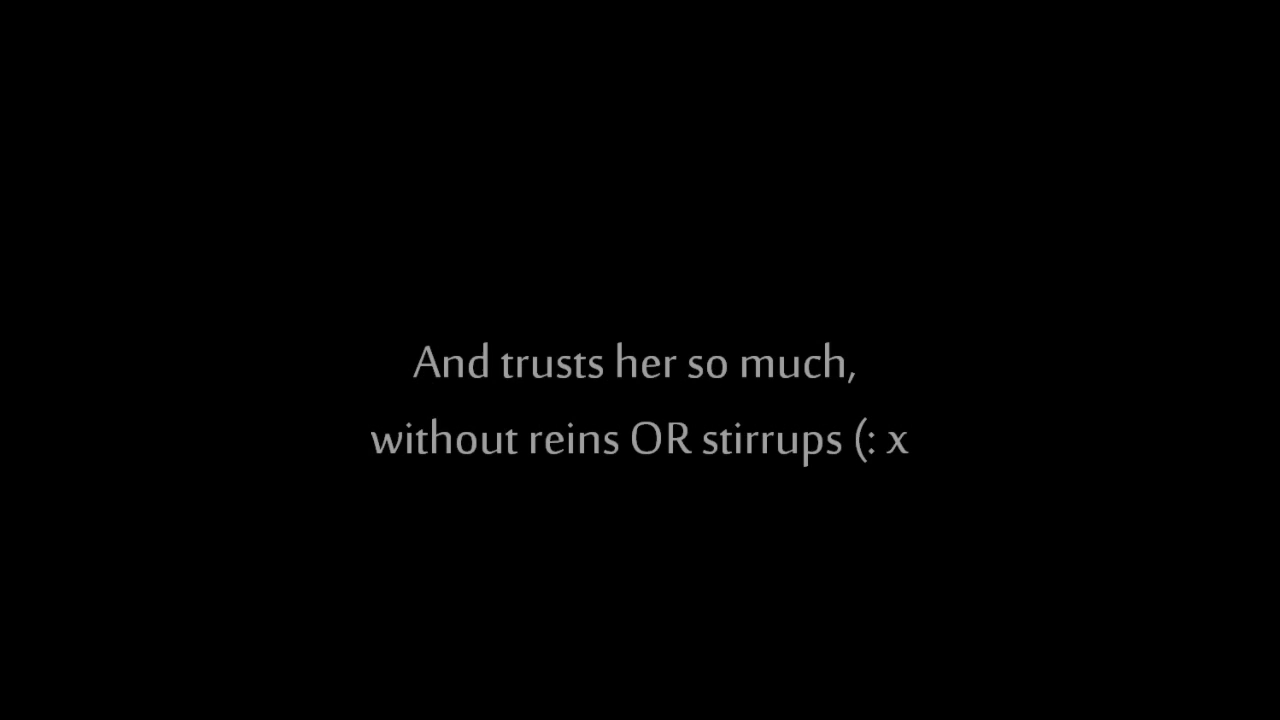 And trusts her so much,
without reins OR stirrups (: x